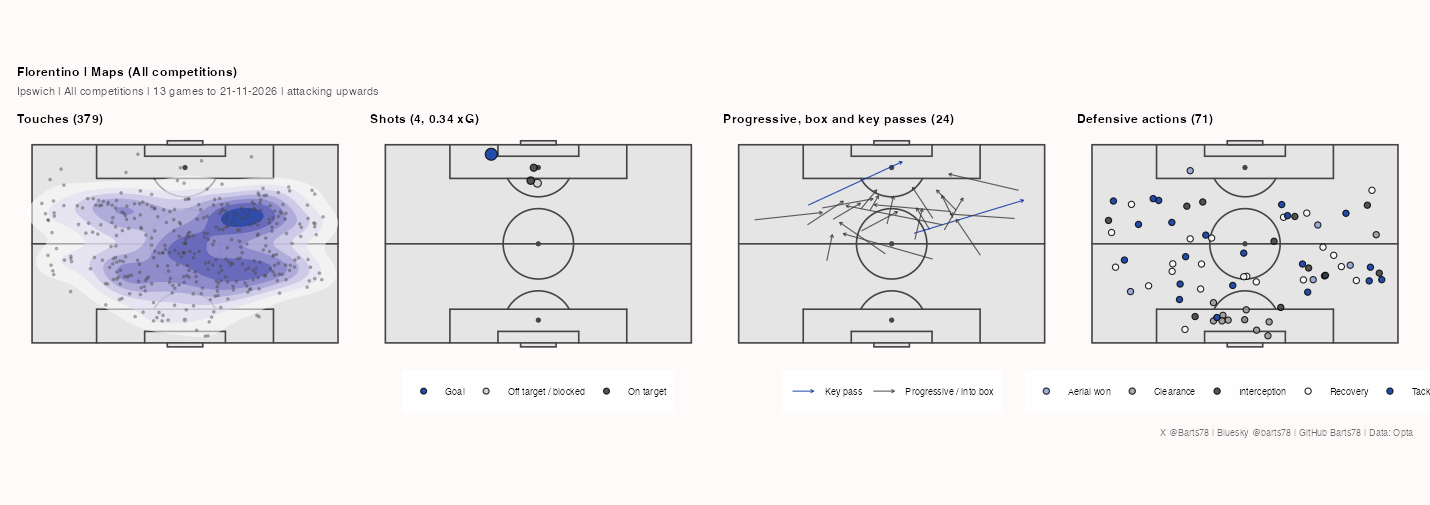 Florentino | Maps (All competitions)
Ipswich | All competitions | 13 games to 21-11-2026 | attacking upwards
Touches (379)
Shots (4, 0.34 xG)
Progressive, box and key passes (24)
Defensive actions (71)
Goal
Off target / blocked
On target
Key pass
Progressive / into box
Aerial won
Clearance
Interception
Recovery
Tack
X @Barts78 | Bluesky @barts78 | GitHub Barts78 | Data: Opta